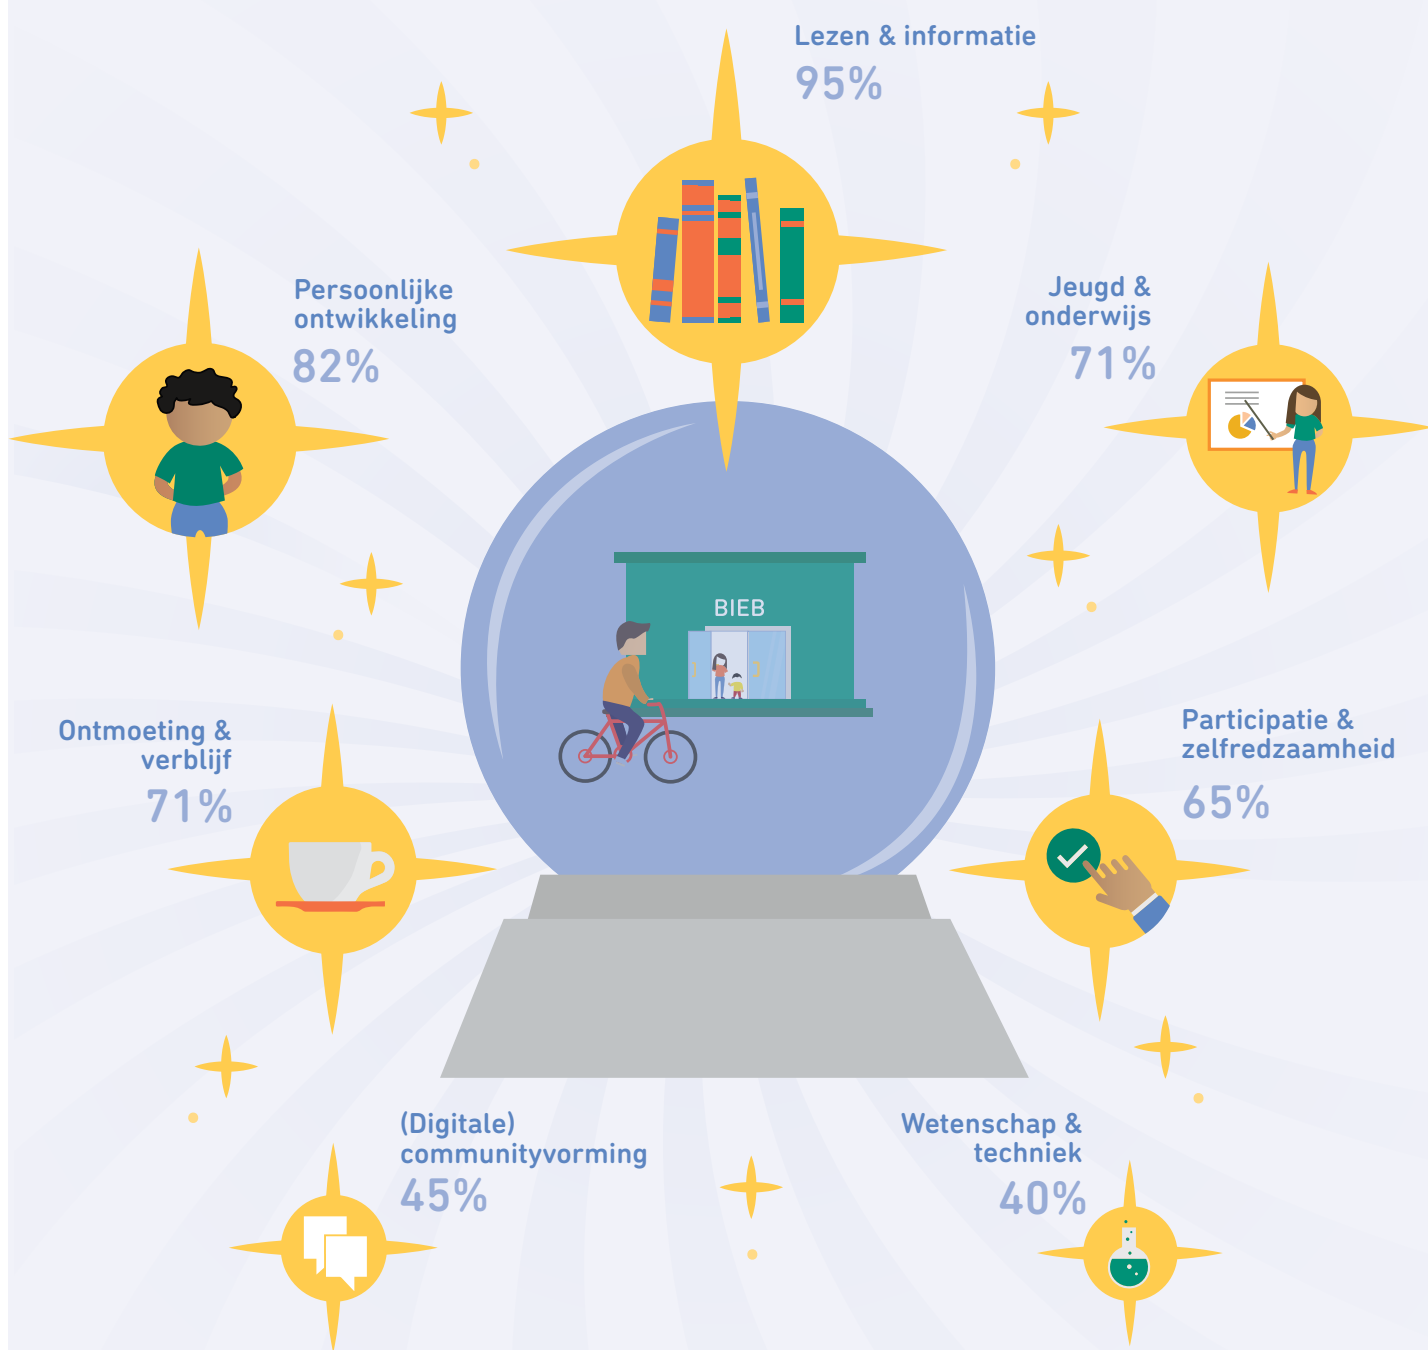 Lezen & informatie
95%
Persoonlijke
ontwikkeling
82%
Jeugd &
onderwijs
71%
BIEB
Ontmoeting &
verblijf
71%
Participatie &
zelfredzaamheid
65%
(Digitale)
communityvorming
45%
Wetenschap &
techniek
40%